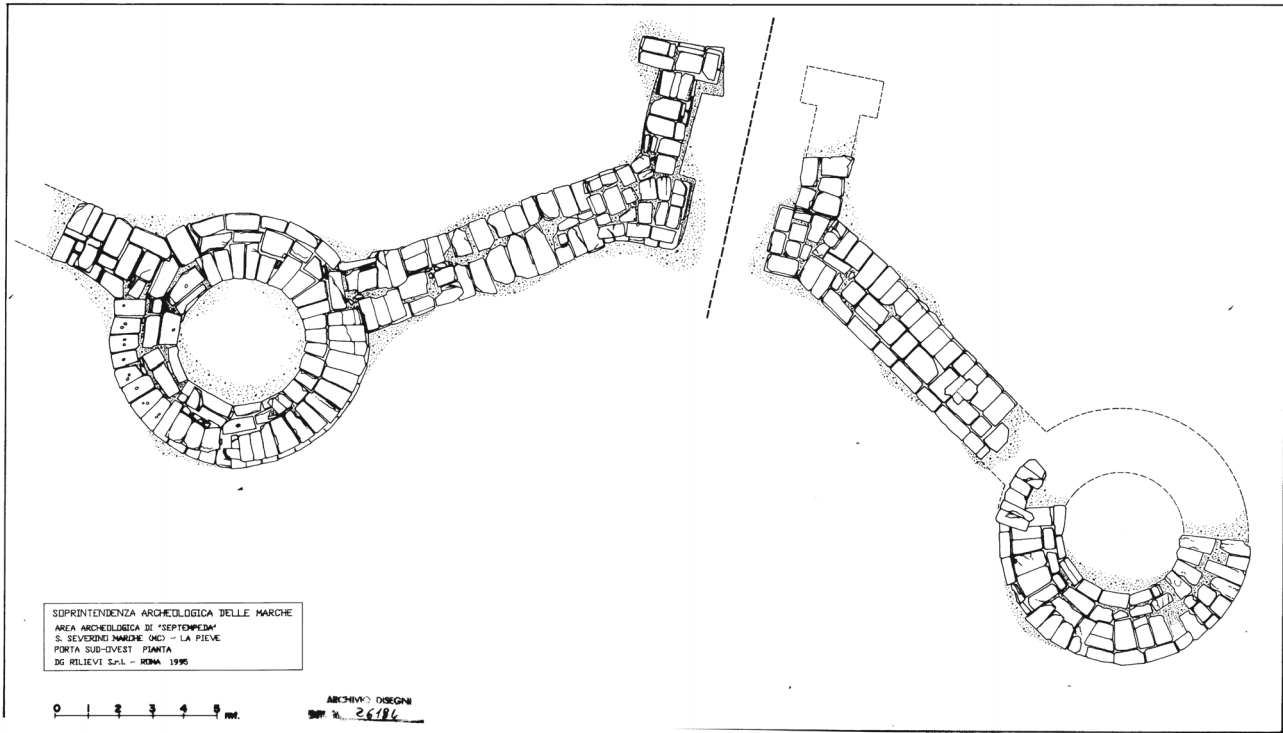 SOPRINTENDENZA ARCHEOLOGICA DELLE MARCHE
AREA ARCHEOLOGICA DI "SEPTEMPEDA"
S. SEVERINO MARCHE (MC) - LA PIEVE
PORTA SUD-OVEST PIANTA
DG RILIEVI S.r.l. - ROMA 1995
0 1 2 3 4 5 mt.
ARCHIVIO DISEGNI